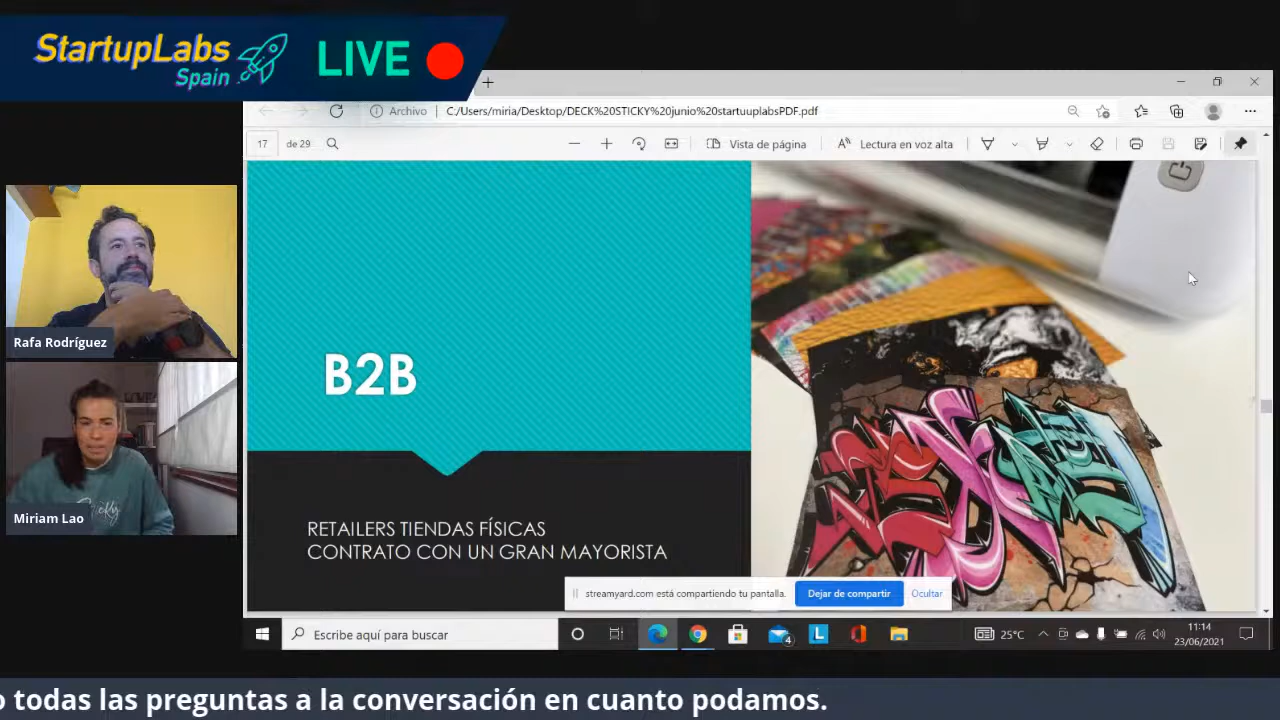 StartupLabs
Spain
LIVE
Archivo
C:/Users/miria/Desktop/DECK%20STICKY%20junio%20startuuplabsPDF.pdf
17 de 29
Vista de página
Lectura en voz alta
B2B
RETAILERS TIENDAS FÍSICAS
CONTRATO CON UN GRAN MAYORISTA
Rafa Rodríguez
Miriam Lao
streamyard.com está compartiendo tu pantalla.
Dejar de compartir
Ocultar
Escribe aquí para buscar
4
25°C
11:14
23/06/2021
o todas las preguntas a la conversación en cuanto podamos.